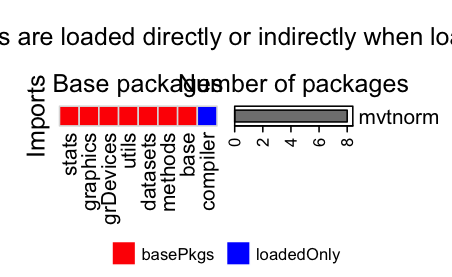 s are loaded directly or indirectly when loa
Base packages Number of packages
Imports
mvtnorm
0 2 4 6 8
stats
graphics
grDevices
utils
datasets
methods
base
compiler
basePkgs loadedOnly